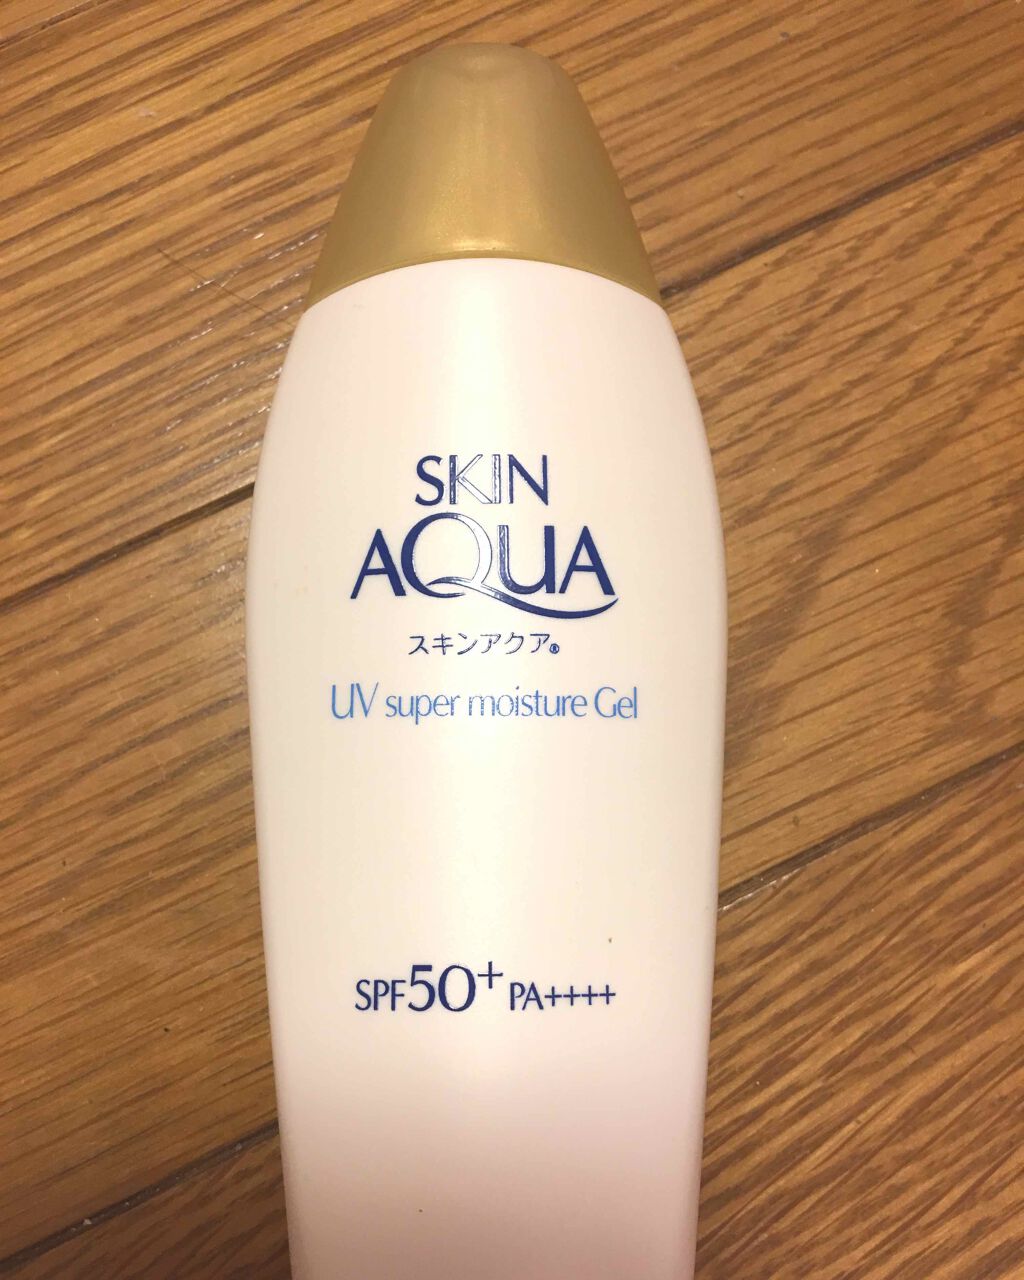 SKIN
AQUA
スキンアクア®
UV super moisture Gel
SPF50+ PA++++